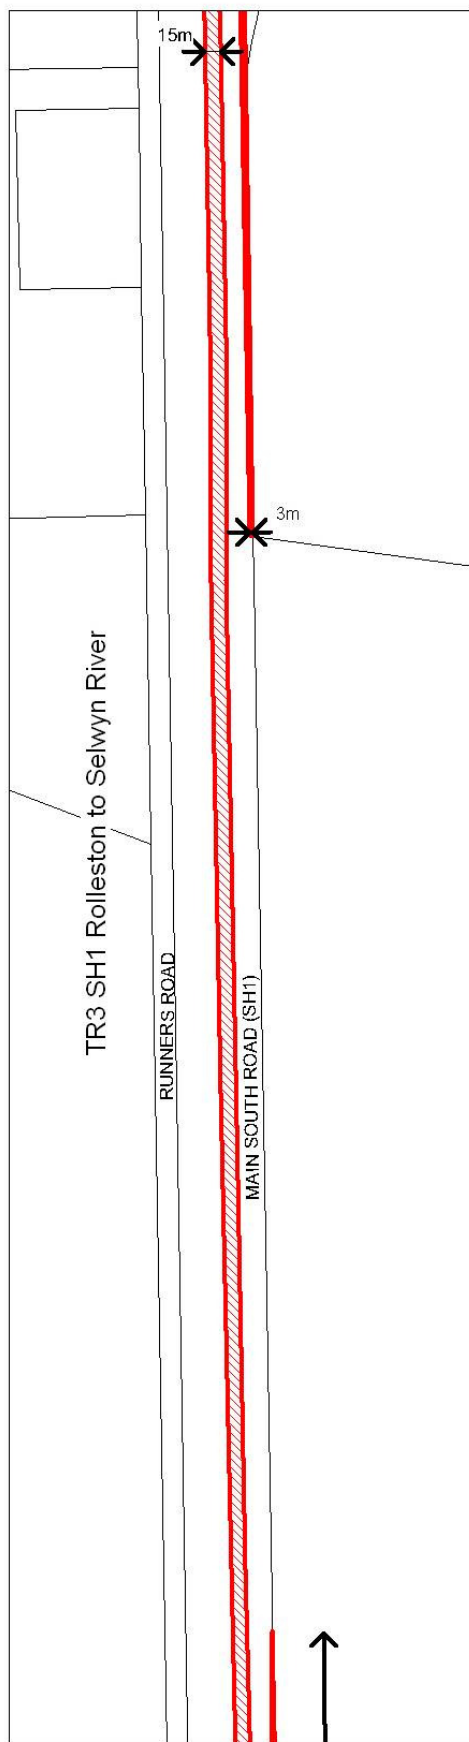 15m
3m
TR3 SH1 Rolleston to Selwyn River
RUNNERS ROAD
MAIN SOUTH ROAD (SH1)